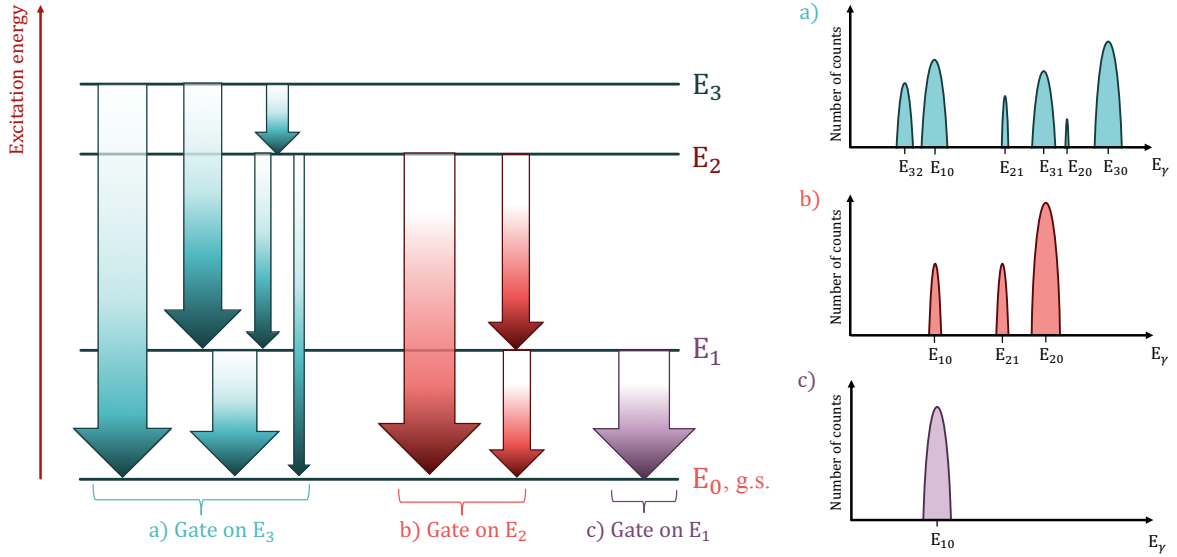 Excitation energy
E3
E2
E1
E0, g.s.
a) Gate on E3
b) Gate on E2
c) Gate on E1
a)
Number of counts
E32
E10
E21
E31
E20
E30
Eγ
b)
Number of counts
E10
E21
E20
Eγ
c)
Number of counts
E10
Eγ